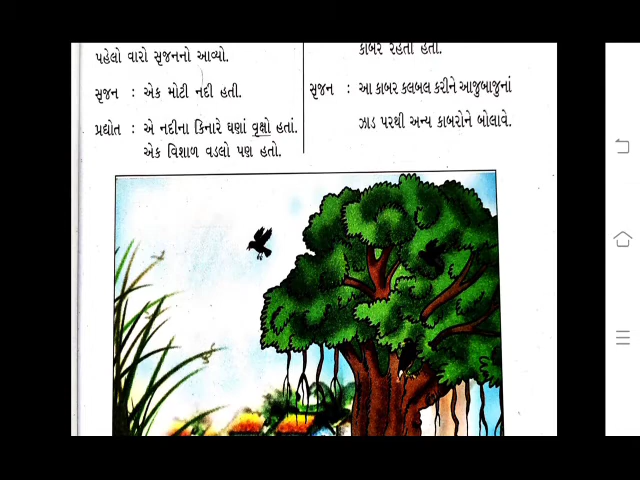 પહેલો વારો સૃજનનો આવ્યો.
સૃજન : એક મોટી નદી હતી.
પ્રદ્યોત : એ નદીના કિનારે ઘણાં વૃક્ષો હતાં.
એક વિશાળ વડલો પણ હતો.
કાબર રહેતી હતી.
સૃજન : આ કાબર કલબલ કરીને આજુબાજુનાં
ઝાડ પરથી અન્ય કાબરોને બોલાવે.